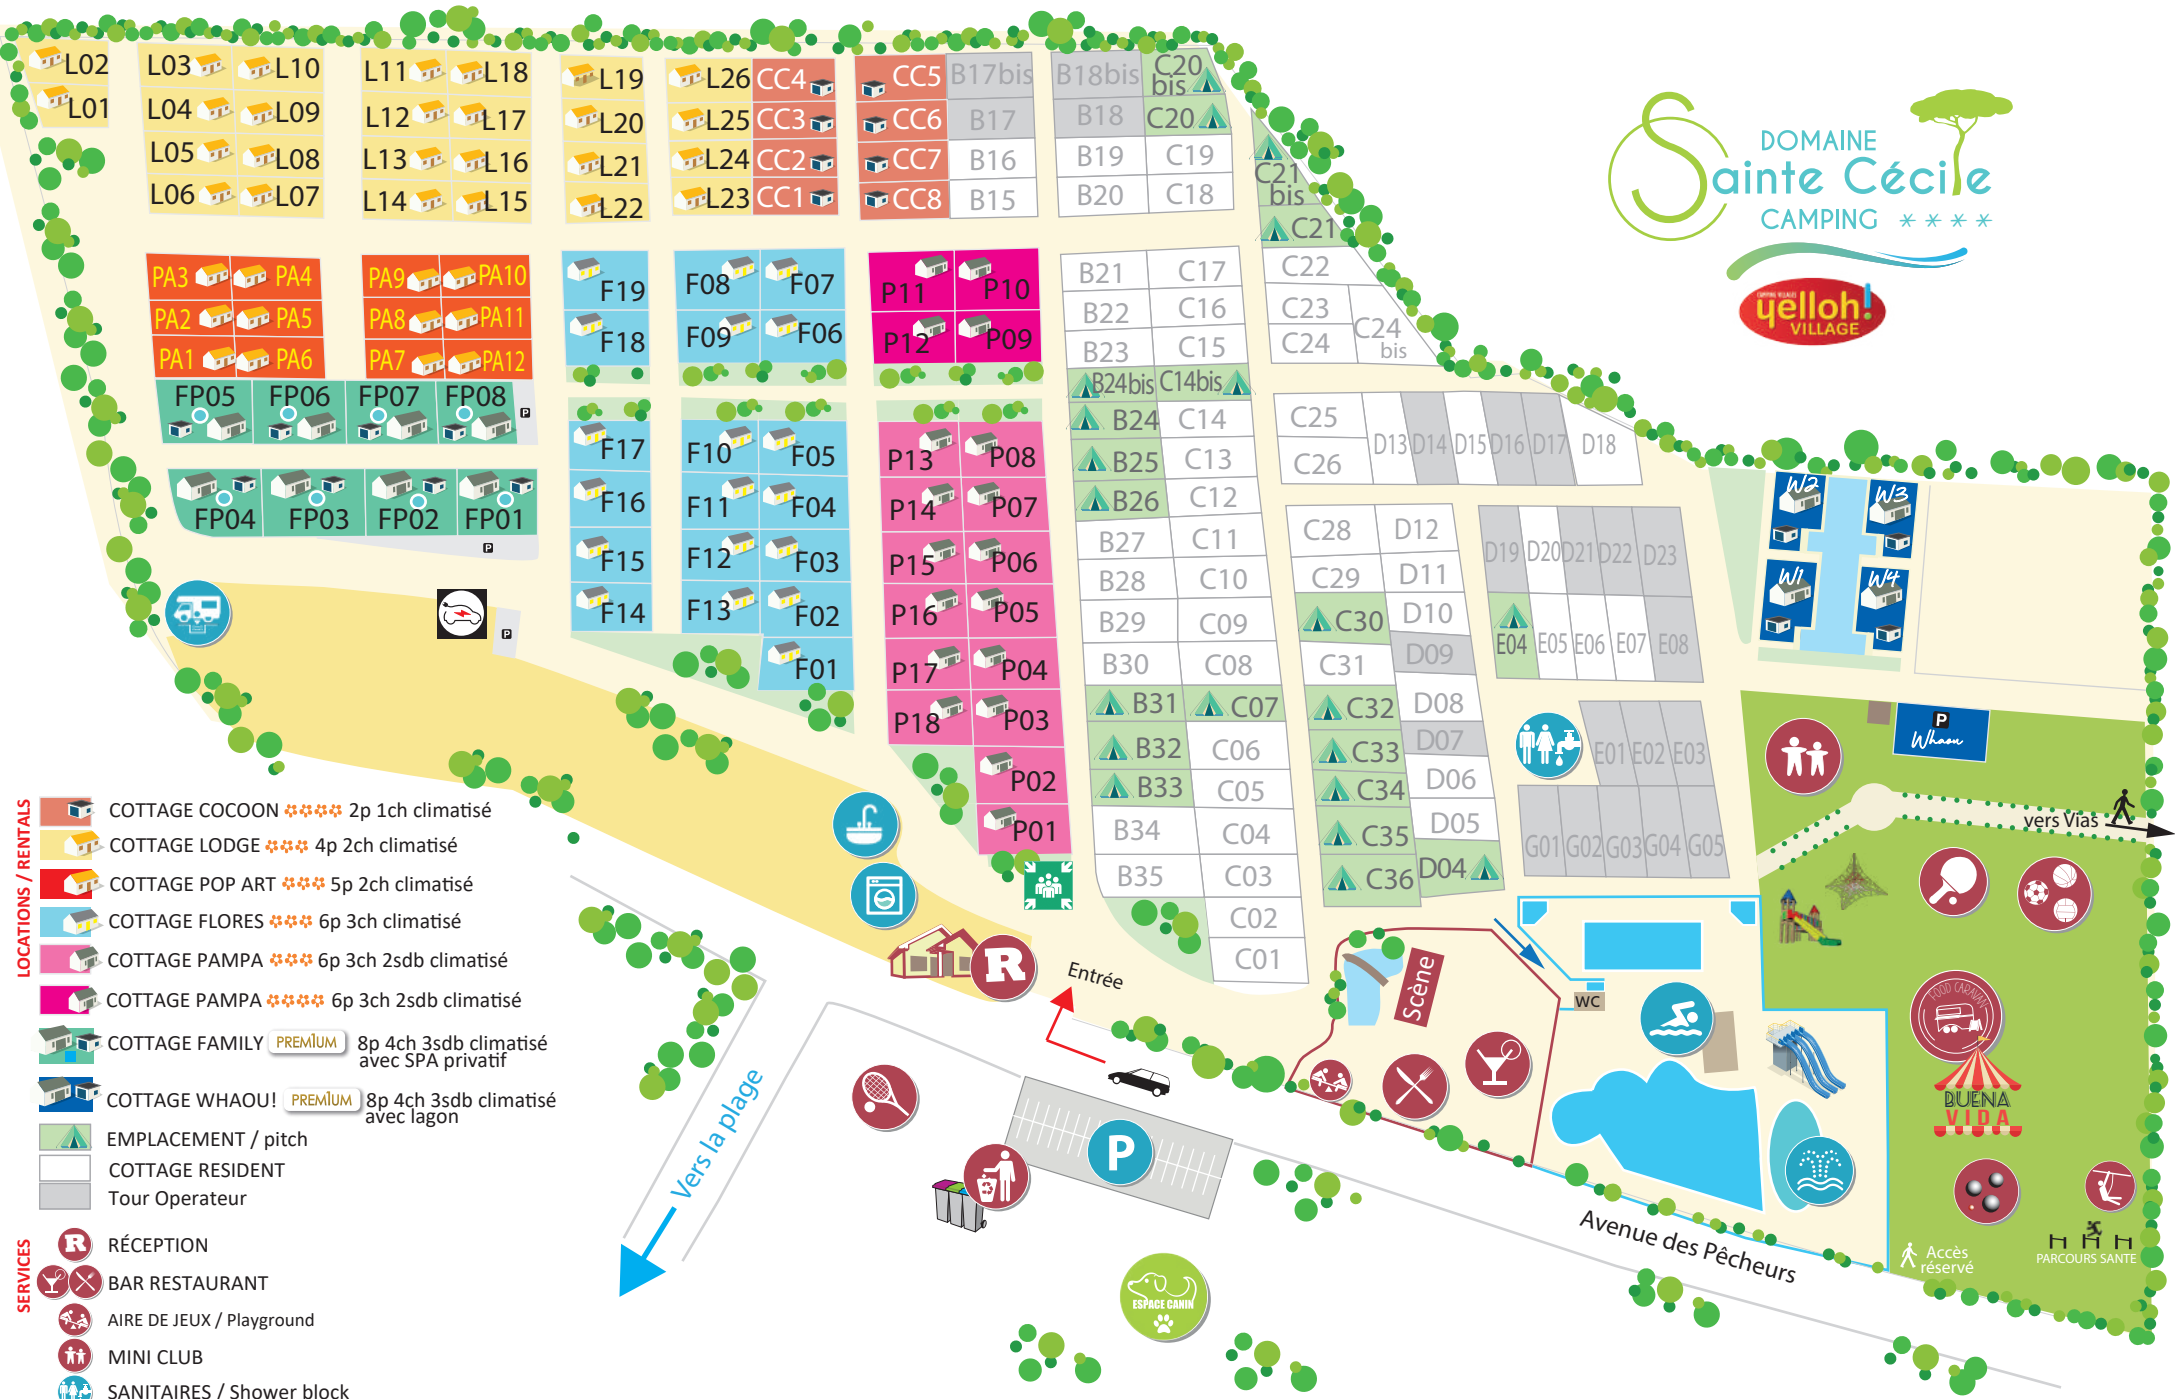 L02
L01
L03
L10
L04
L09
L05
L08
L06
L07
L11
L18
L12
L17
L13
L16
L14
L15
L19
L20
L21
L22
L26
CC4
L25
CC3
L24
CC2
L23
CC1
CC5
B17bis
CC6
B17
CC7
B16
CC8
B15
B18bis
C20
bis
B18
C20
B19
C19
B20
C18
C21
bis
C21
DOMAINE
Sainte Cécile
CAMPING ****
CAMPING VILLAGES
yelloh!
VILLAGE
PA3
PA4
PA2
PA5
PA1
PA6
PA9
PA10
PA8
PA11
PA7
PA12
FP05
FP06
FP07
FP08
P
FP04
FP03
FP02
FP01
P
P
F19
F18
F08
F07
F09
F06
P11
P10
P12
P09
F17
F16
F15
F14
F10
F05
F11
F04
F12
F03
F13
F02
F01
P13
P08
P14
P07
P15
P06
P16
P05
P17
P04
P18
P03
P02
P01
B21
C17
B22
C16
B23
C15
B24bis
C14bis
B24
C14
B25
C13
B26
C12
B27
C11
B28
C10
B29
C09
B30
C08
B31
C07
B32
C06
B33
C05
B34
C04
B35
C03
C02
C01
C22
C23
C24
C24
bis
C25
C26
D13
D14
D15
D16
D17
D18
C28
D12
C29
D11
C30
D10
C31
D09
C32
D08
C33
D07
C34
D06
C35
D05
C36
D04
D19
D20
D21
D22
D23
E04
E05
E06
E07
E08
E01
E02
E03
G01
G02
G03
G04
G05
W2
W3
W1
W4
P
Whaou
vers Vias
R
Entrée
Scène
WC
FOOD CARAVAN
BUENA
VIDA
P
Vers la plage
Avenue des Pêcheurs
Accès
réservé
PARCOURS SANTE
ESPACE CANIN
LOCATIONS / RENTALS
COTTAGE COCOON 2p 1ch climatisé
COTTAGE LODGE 4p 2ch climatisé
COTTAGE POP ART 5p 2ch climatisé
COTTAGE FLORES 6p 3ch climatisé
COTTAGE PAMPA 6p 3ch 2sdb climatisé
COTTAGE PAMPA 6p 3ch 2sdb climatisé
COTTAGE FAMILY PREMIUM 8p 4ch 3sdb climatisé
avec SPA privatif
COTTAGE WHAOU! PREMIUM 8p 4ch 3sdb climatisé
avec lagon
EMPLACEMENT / pitch
COTTAGE RESIDENT
Tour Operateur
SERVICES
R RÉCEPTION
BAR RESTAURANT
AIRE DE JEUX / Playground
MINI CLUB
SANITAIRES / Shower block